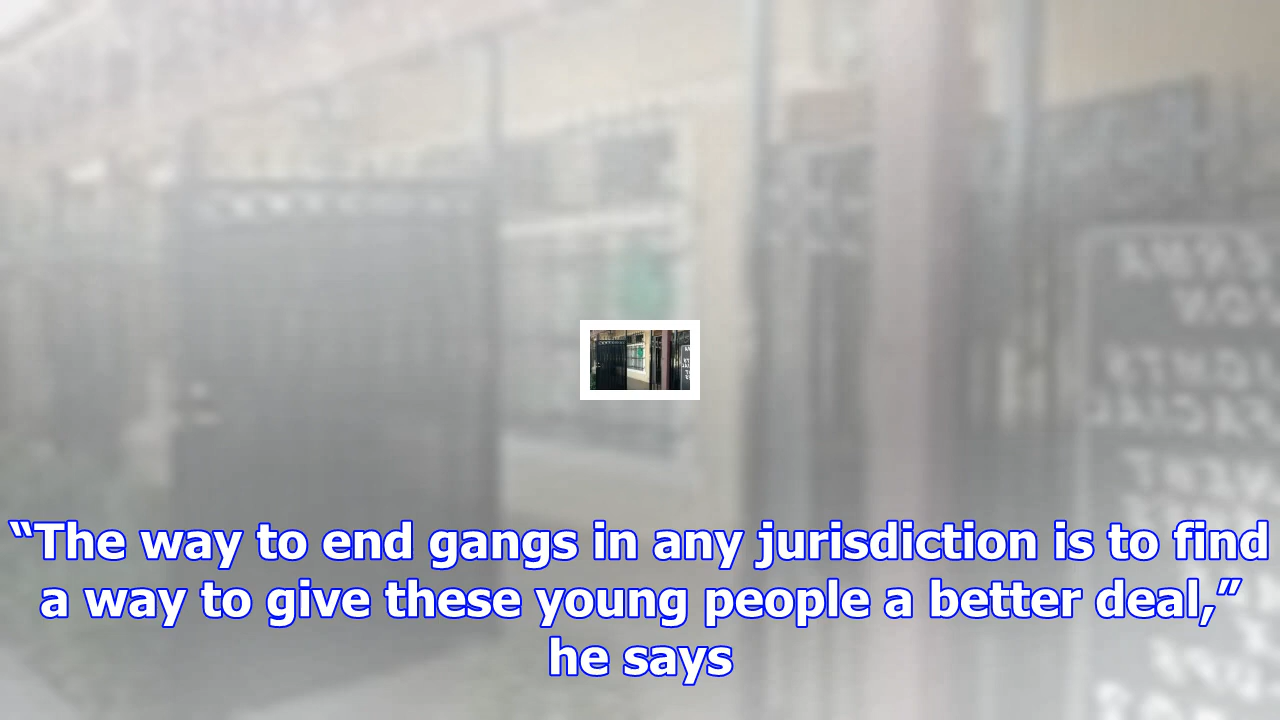 “The way to end gangs in any jurisdiction is to find
a way to give these young people a better deal,”
he says